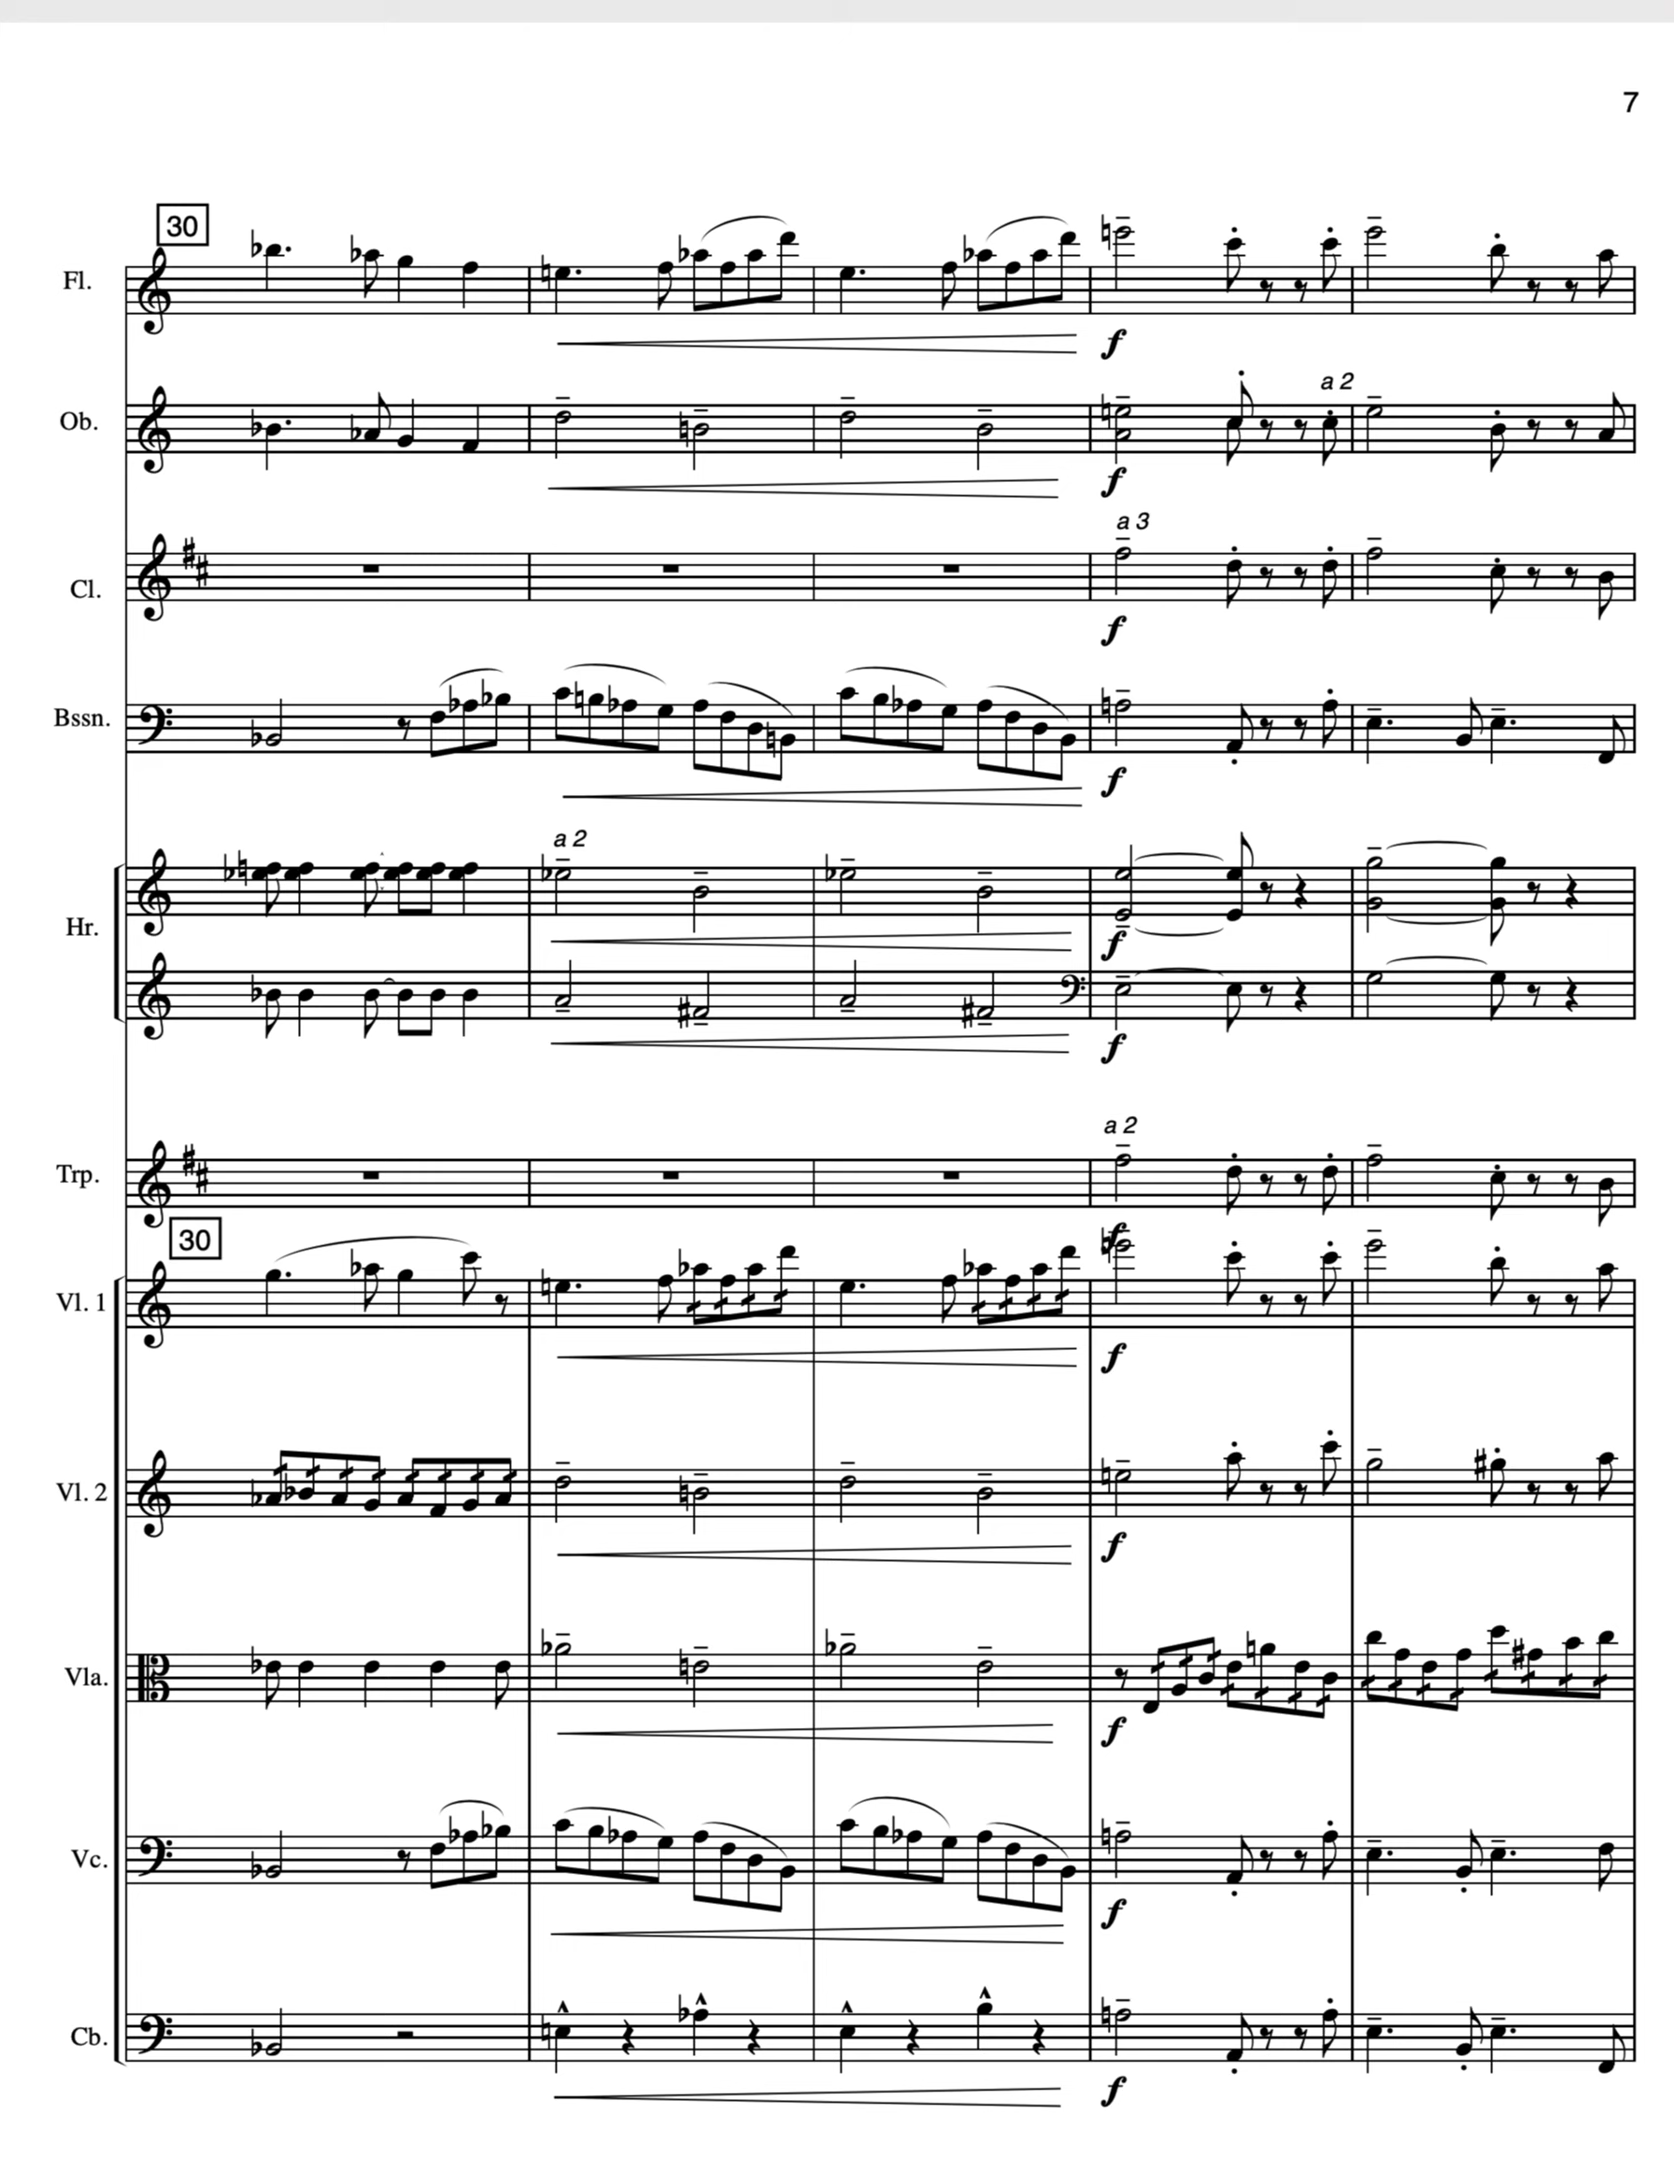 7
30
Fl.
f
a 2
Ob.
f
a 3
Cl.
f
Bssn.
f
a 2
Hr.
f
f
a 2
Trp.
f
30
Vl. 1
f
Vl. 2
f
Vla.
f
Vc.
f
Cb.
f